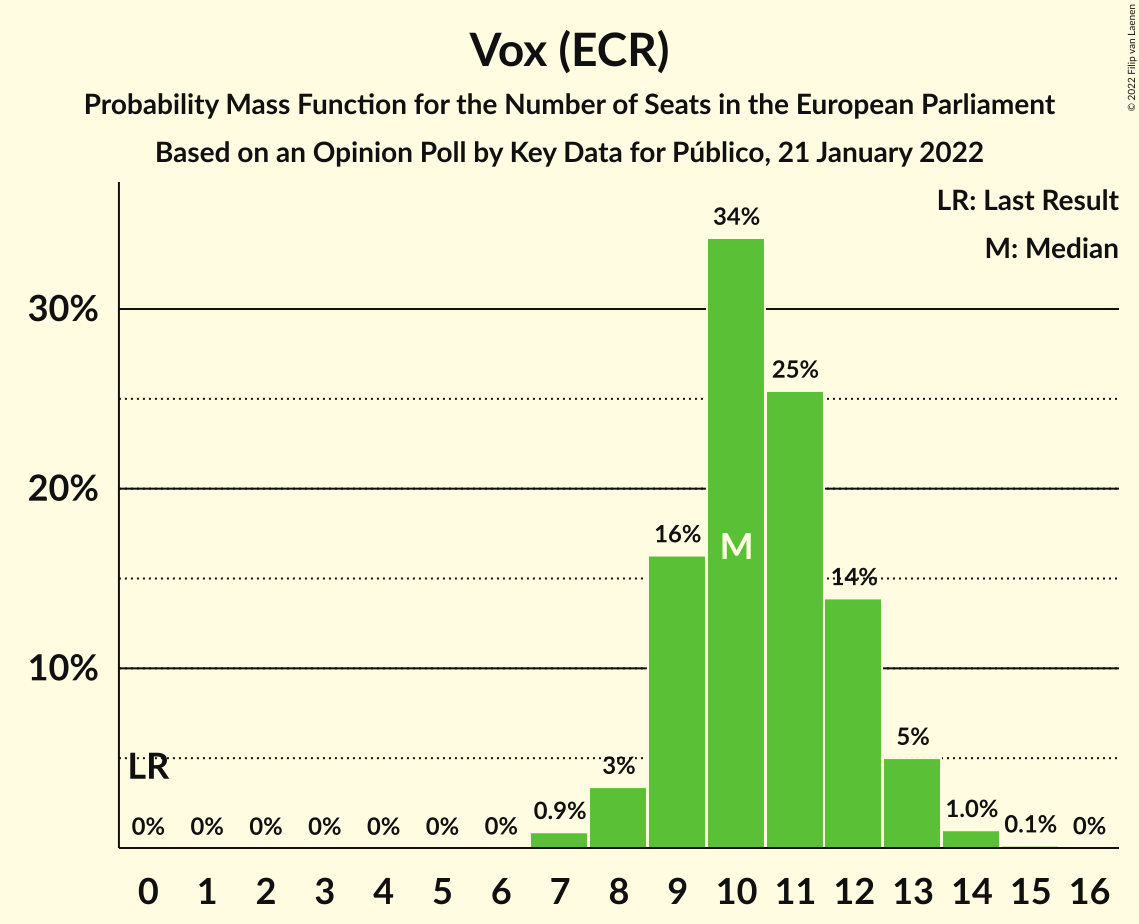 Vox (ECR)
Probability Mass Function for the Number of Seats in the European Parliament
Based on an Opinion Poll by Key Data for Público, 21 January 2022
© 2022 Filip van Laenen
LR: Last Result
M: Median
30%
20%
10%
LR
0%
0%
0%
0%
0%
0%
0%
0.9%
3%
16%
34%
M
25%
14%
5%
1.0%
0.1%
0%
0 1 2 3 4 5 6 7 8 9 10 11 12 13 14 15 16